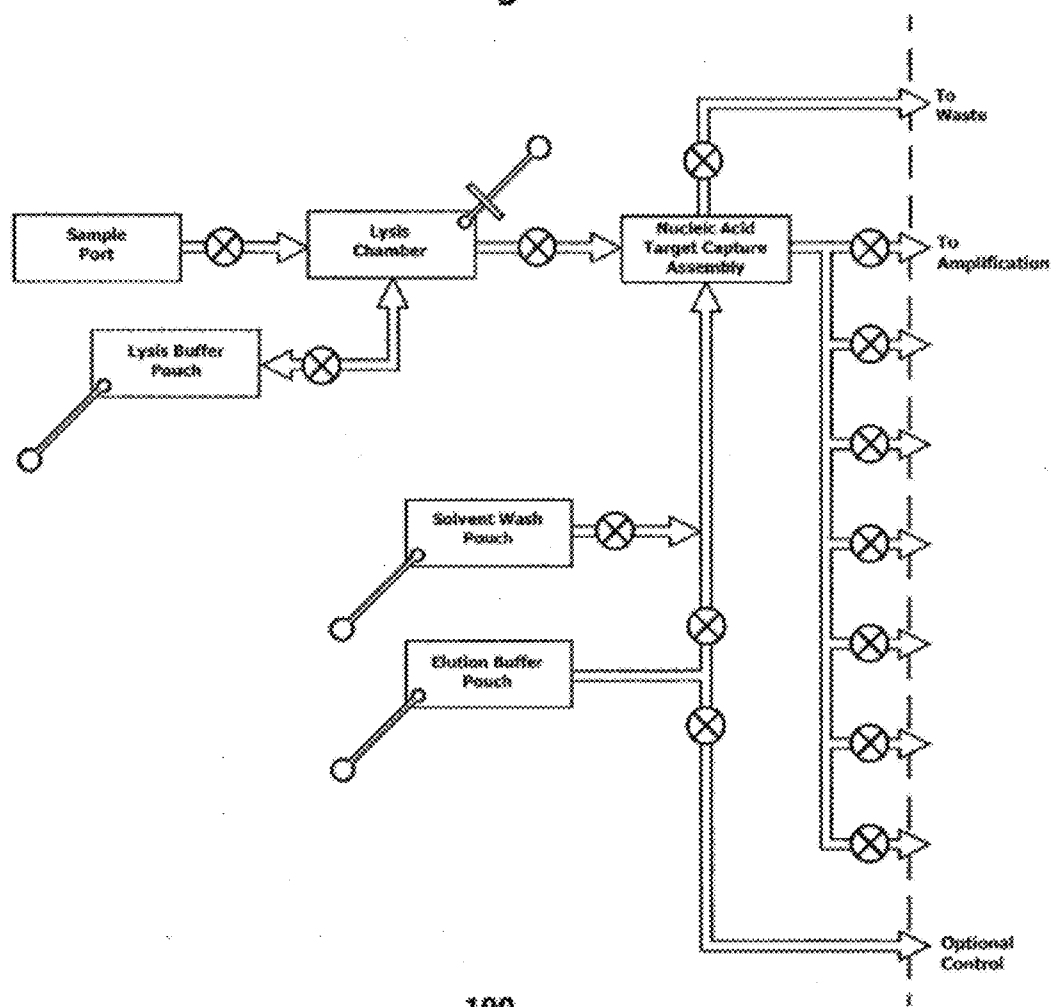 To
Waste
Sample
Port
Lysis
Chamber
Nucleic Acid
Target Capture
Assembly
To
Amplification
Lysis Buffer
Pouch
Solvent Wash
Pouch
Elution Buffer
Pouch
Optional
Control